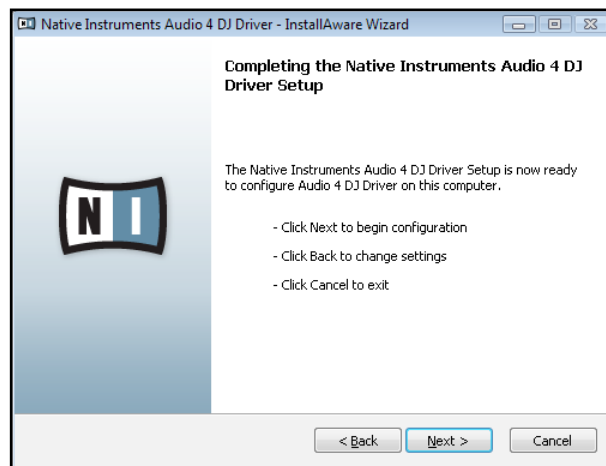 Native Instruments Audio 4 DJ Driver - InstallAware Wizard
Completing the Native Instruments Audio 4 DJ
Driver Setup
The Native Instruments Audio 4 DJ Driver Setup is now ready
to configure Audio 4 DJ Driver on this computer.
- Click Next to begin configuration
- Click Back to change settings
- Click Cancel to exit
N I
< Back Next > Cancel